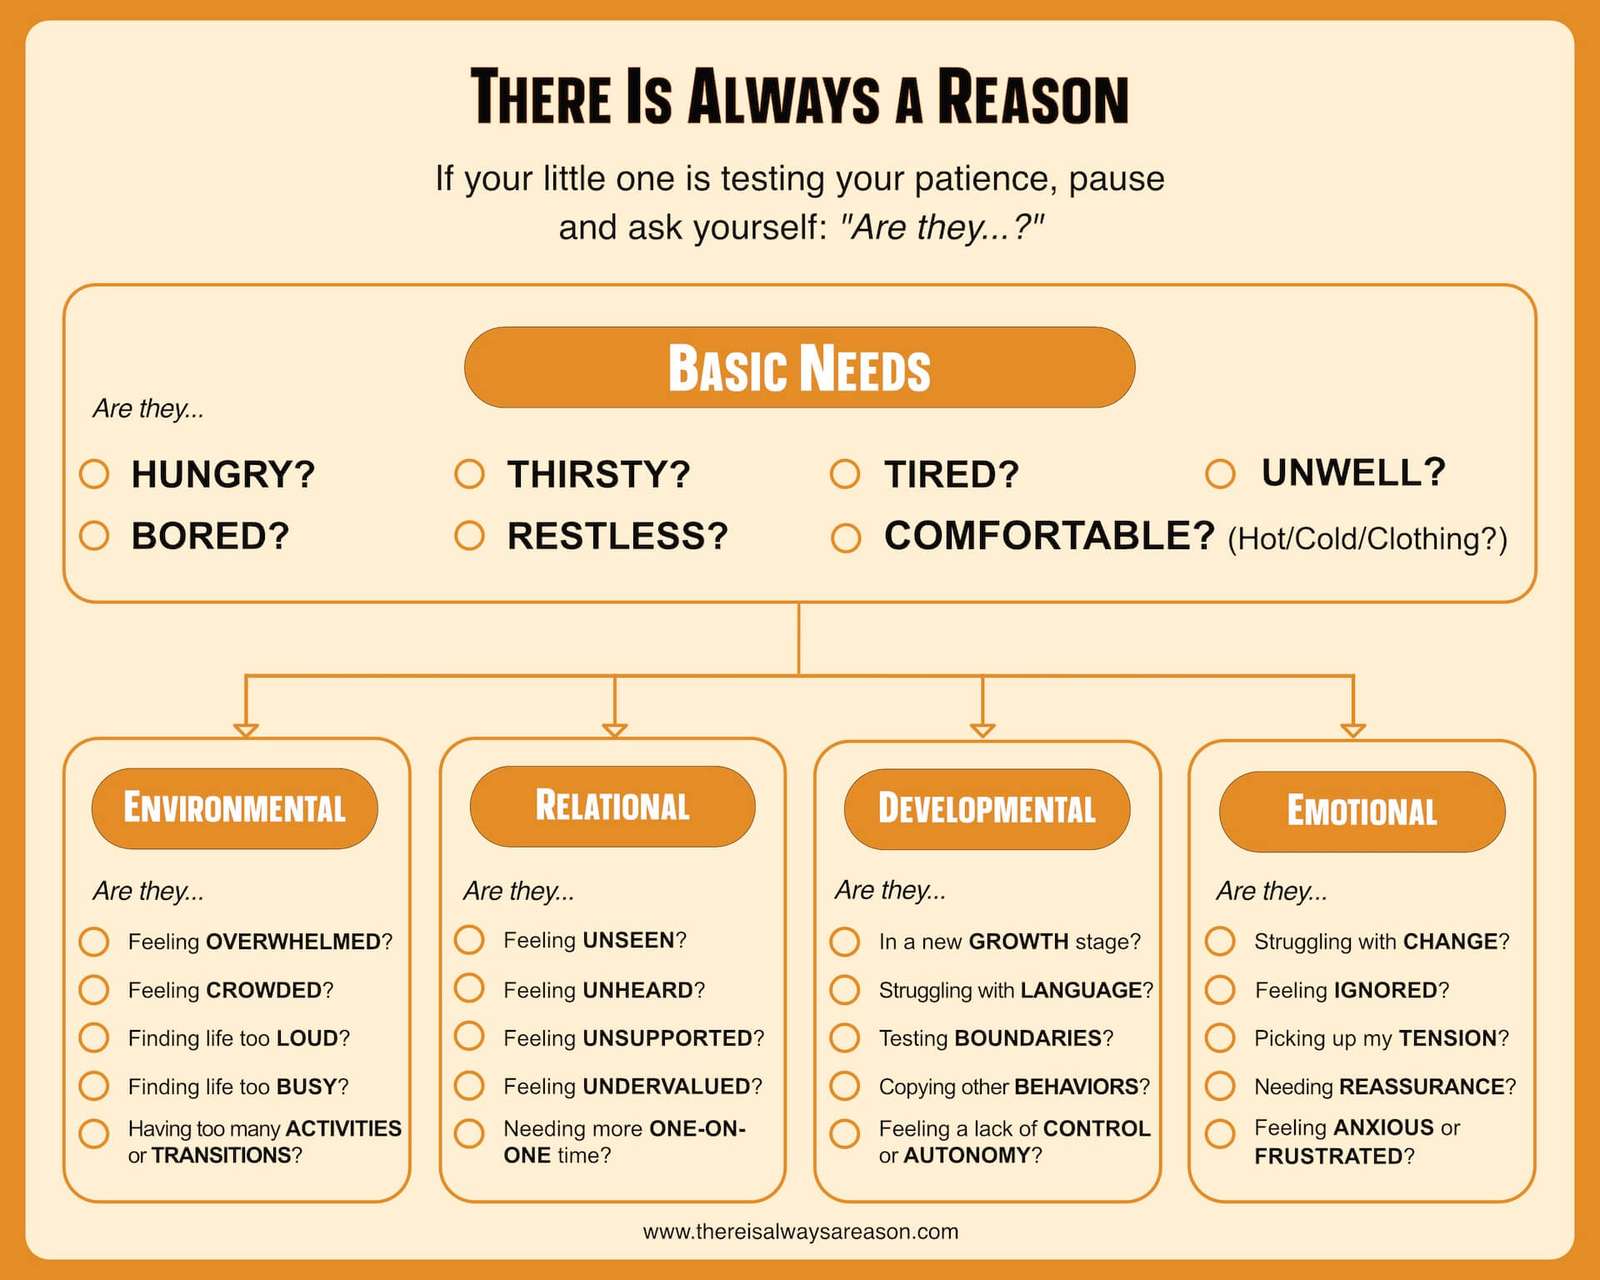 THERE IS ALWAYS A REASON
If your little one is testing your patience, pause
and ask yourself: "Are they...?"
BASIC NEEDS
Are they...
HUNGRY?
THIRSTY?
TIRED?
UNWELL?
BORED?
RESTLESS?
COMFORTABLE? (Hot/Cold/Clothing?)
ENVIRONMENTAL
Are they...
Feeling OVERWHELMED?
Feeling CROWDED?
Finding life too LOUD?
Finding life too BUSY?
Having too many ACTIVITIES
or TRANSITIONS?
RELATIONAL
Are they...
Feeling UNSEEN?
Feeling UNHEARD?
Feeling UNSUPPORTED?
Feeling UNDERVALUED?
Needing more ONE-ON-
ONE time?
DEVELOPMENTAL
Are they...
In a new GROWTH stage?
Struggling with LANGUAGE?
Testing BOUNDARIES?
Copying other BEHAVIORS?
Feeling a lack of CONTROL
or AUTONOMY?
EMOTIONAL
Are they...
Struggling with CHANGE?
Feeling IGNORED?
Picking up my TENSION?
Needing REASSURANCE?
Feeling ANXIOUS or
FRUSTRATED?
www.thereisalwaysareason.com